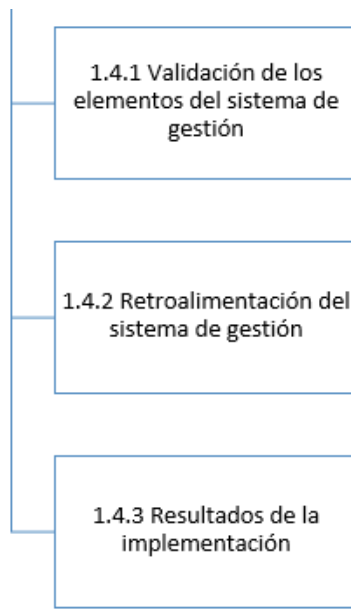 1.4.1 Validación de los
elementos del sistema de
gestión
1.4.2 Retroalimentación del
sistema de gestión
1.4.3 Resultados de la
implementación